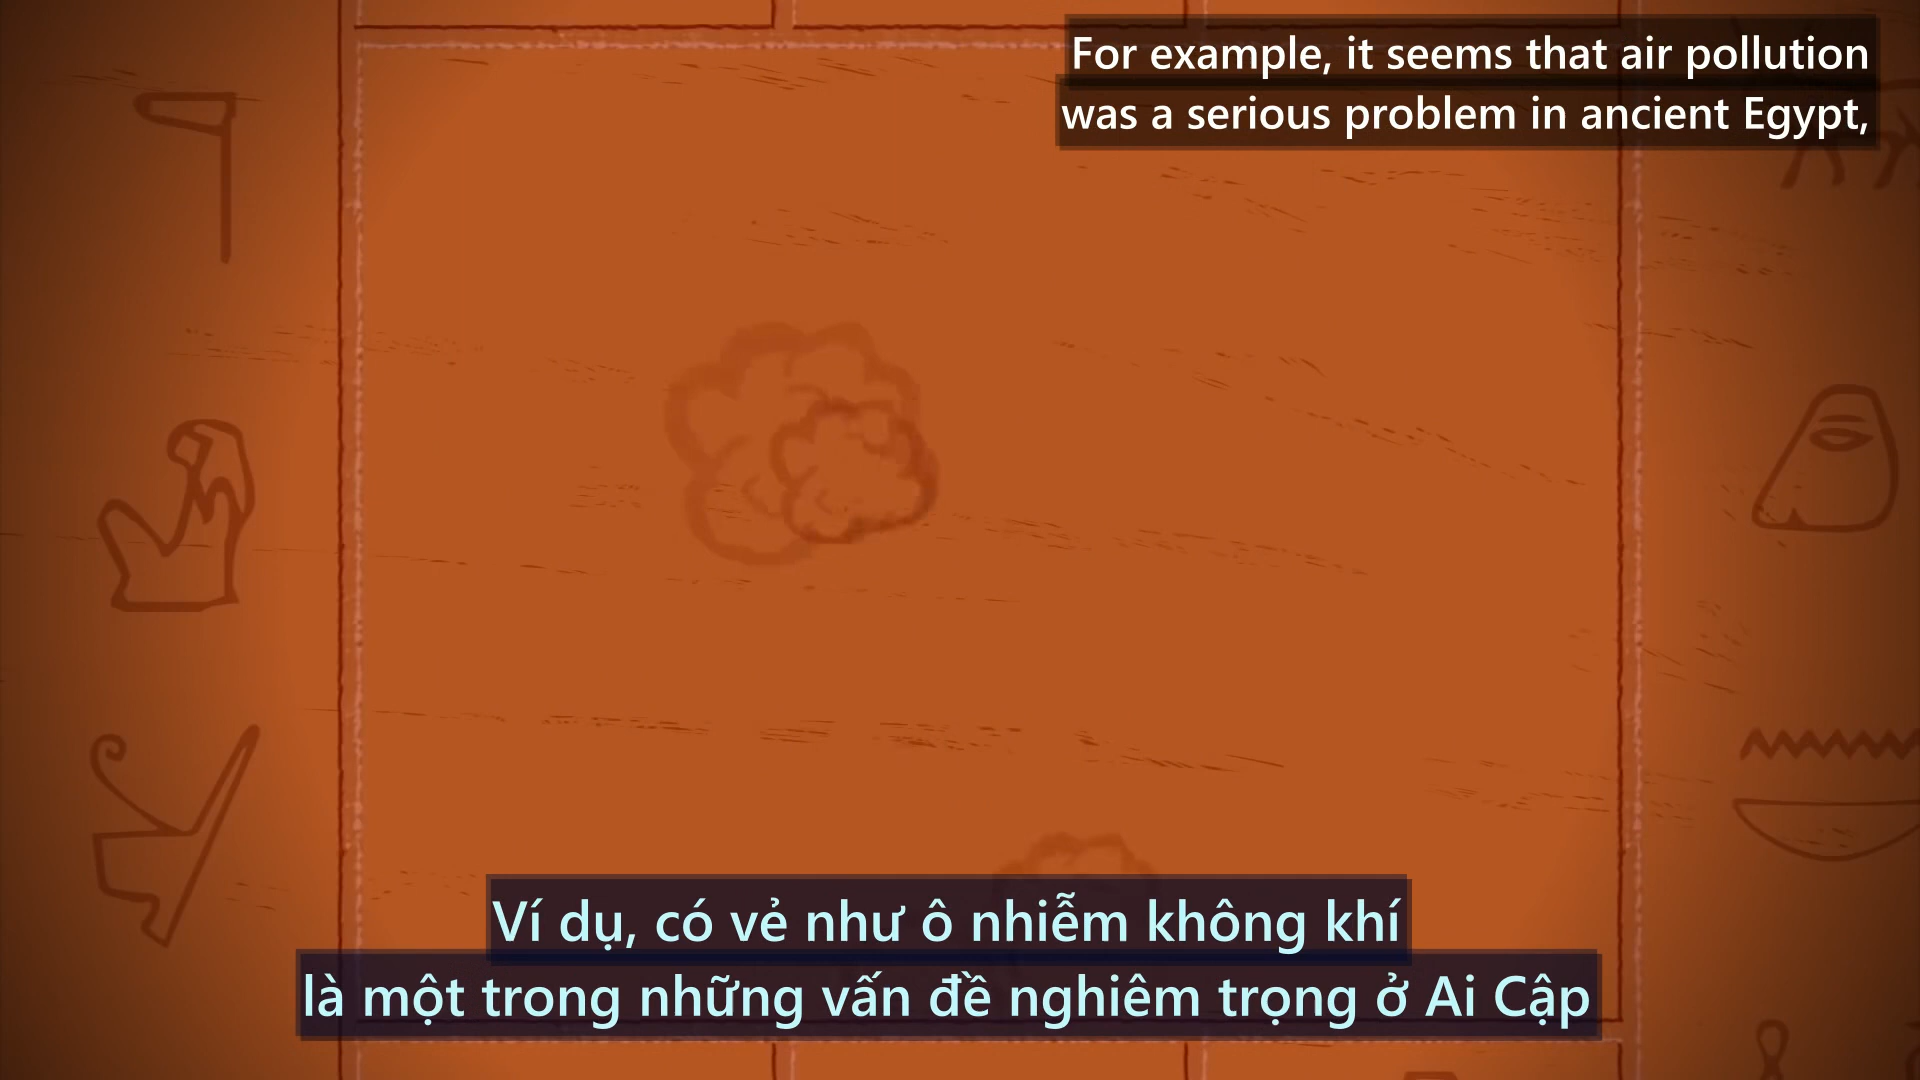 For example, it seems that air pollution
was a serious problem in ancient Egypt,
Ví dụ, có vẻ như ô nhiễm không khí
là một trong những vấn đề nghiêm trọng ở Ai Cập